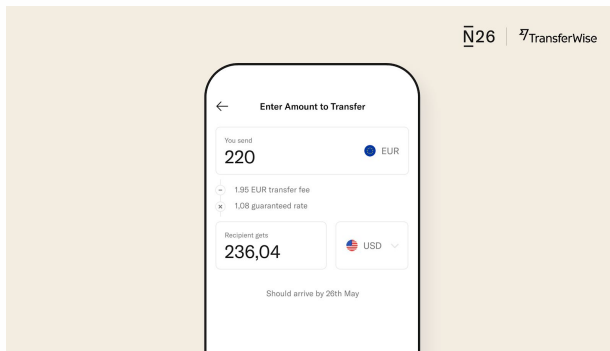 N26 TransferWise
Enter Amount to Transfer
You send
220
EUR
1.95 EUR transfer fee
1,08 guaranteed rate
Recipient gets
236,04
USD
Should arrive by 26th May